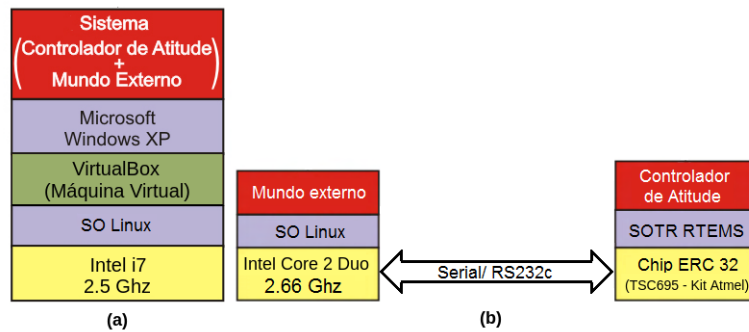 Sistema
(Controlador de Atitude
+
Mundo Externo)
Microsoft
Windows XP
VirtualBox
(Máquina Virtual)
SO Linux
Intel i7
2.5 Ghz
(a)
Mundo externo
SO Linux
Intel Core 2 Duo
2.66 Ghz
Serial/ RS232c
(b)
Controlador
de Atitude
SOTR RTEMS
Chip ERC 32
(TSC695 - Kit Atmel)